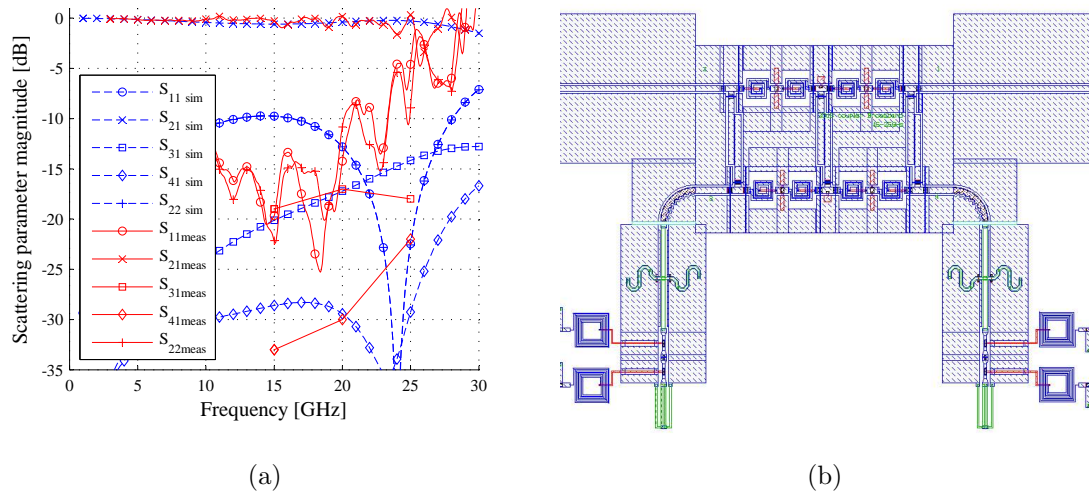 0
-5
-10
-15
-20
-25
-30
-35
0
5
10
15
20
25
30
Scattering parameter magnitude [dB]
Frequency [GHz]
S11 sim
S21 sim
S31 sim
S41 sim
S22 sim
S11meas
S21meas
S31meas
S41meas
S22meas
(a)
(b)